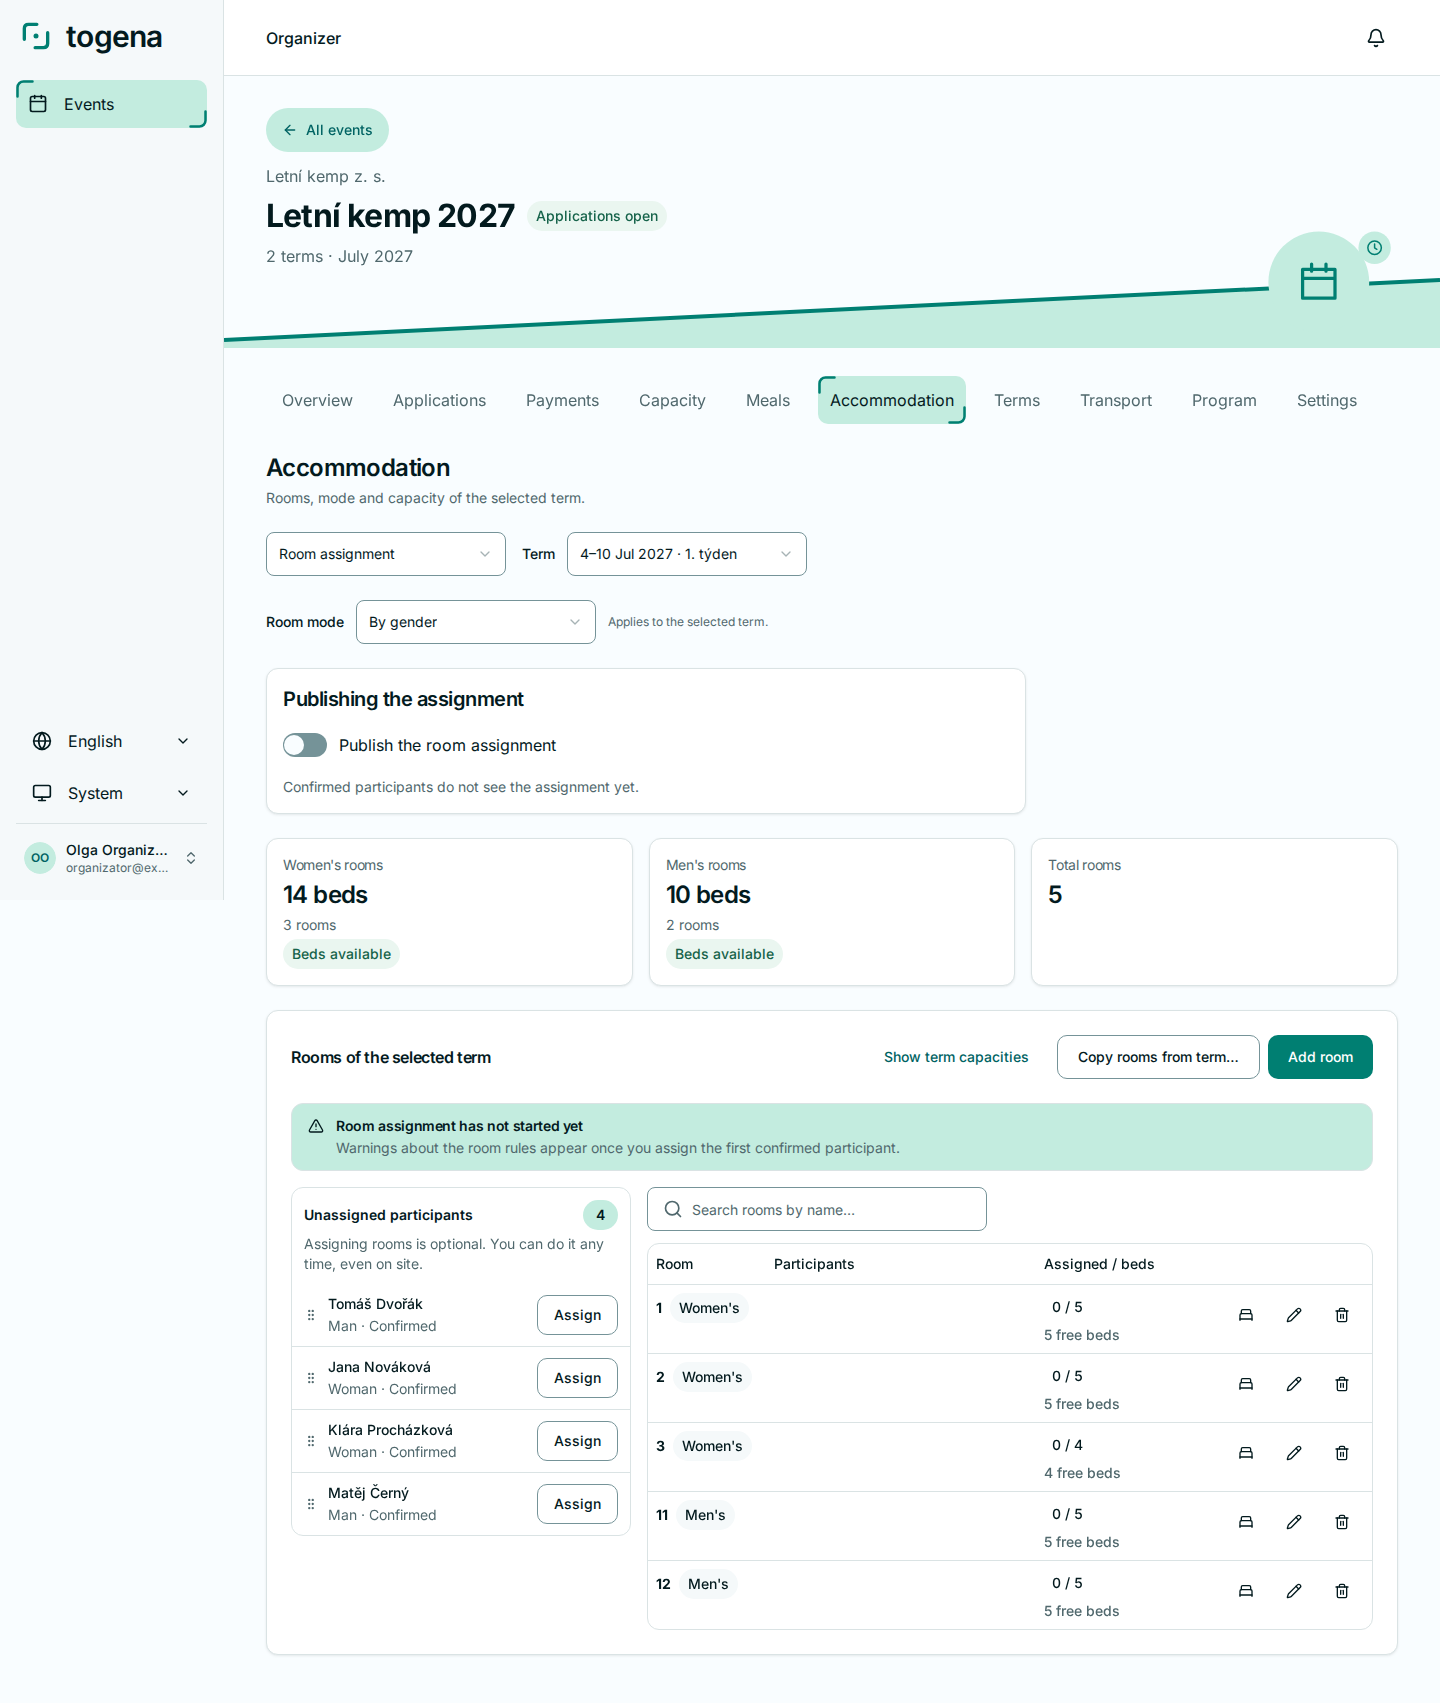 togena
Events
English
System
OO
Olga Organiz...
organizator@ex...
Organizer
All events
Letní kemp z. s.
Letní kemp 2027
Applications open
2 terms · July 2027
Overview
Applications
Payments
Capacity
Meals
Accommodation
Terms
Transport
Program
Settings
Accommodation
Rooms, mode and capacity of the selected term.
Room assignment
Term
4–10 Jul 2027 · 1. týden
Room mode
By gender
Applies to the selected term.
Publishing the assignment
Publish the room assignment
Confirmed participants do not see the assignment yet.
Women's rooms
14 beds
3 rooms
Beds available
Men's rooms
10 beds
2 rooms
Beds available
Total rooms
5
Rooms of the selected term
Show term capacities
Copy rooms from term...
Add room
Room assignment has not started yet
Warnings about the room rules appear once you assign the first confirmed participant.
Unassigned participants
4
Assigning rooms is optional. You can do it any
time, even on site.
Tomáš Dvořák
Man · Confirmed
Assign
Jana Nováková
Woman · Confirmed
Assign
Klára Procházková
Woman · Confirmed
Assign
Matěj Černý
Man · Confirmed
Assign
Search rooms by name...
Room
Participants
Assigned / beds
1 Women's
0 / 5
5 free beds
2 Women's
0 / 5
5 free beds
3 Women's
0 / 4
4 free beds
11 Men's
0 / 5
5 free beds
12 Men's
0 / 5
5 free beds